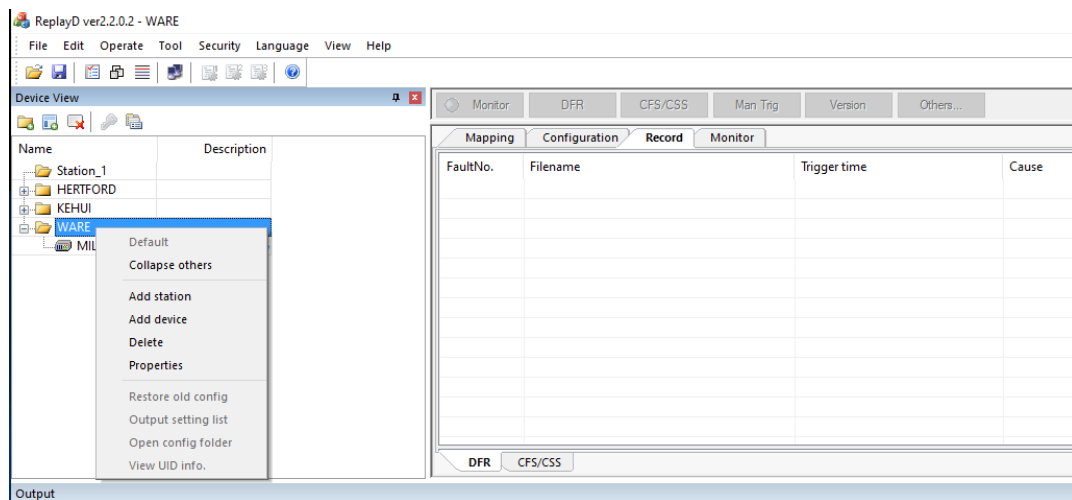 ReplayD ver2.2.0.2 - WARE
File Edit Operate Tool Security Language View Help
Device View
Monitor DFR CFS/CSS Man Trig Version Others...
Mapping Configuration Record Monitor
Name Description
FaultNo. Filename Trigger time Cause
Station_1
HERTFORD
KEHUI
WARE
MIL
Default
Collapse others
Add station
Add device
Delete
Properties
Restore old config
Output setting list
Open config folder
View UID info.
DFR CFS/CSS
Output